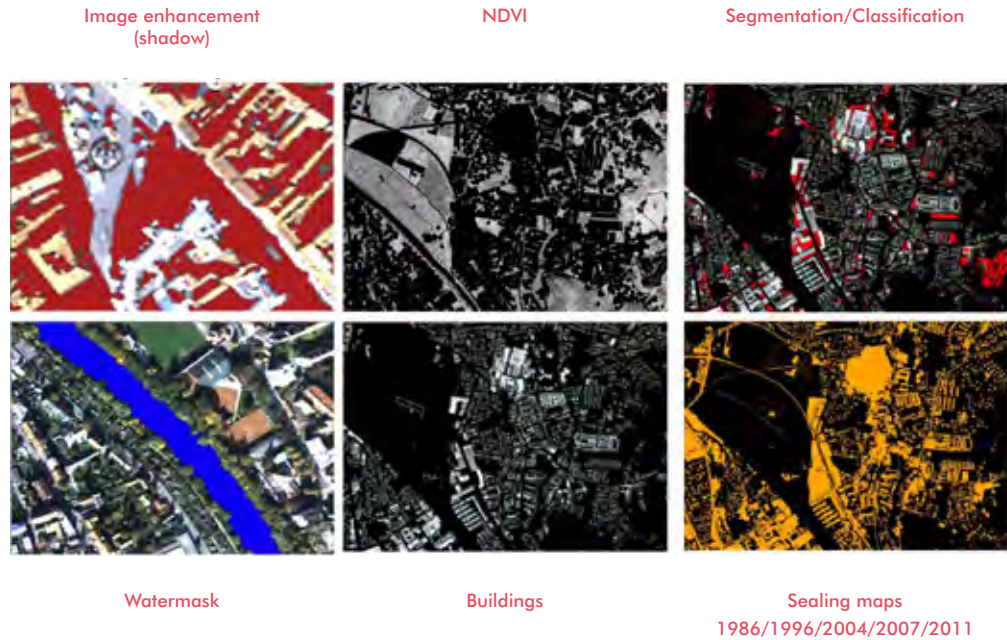 Image enhancement
(shadow)
NDVI
Segmentation/Classification
Watermask
Buildings
Sealing maps
1986/1996/2004/2007/2011